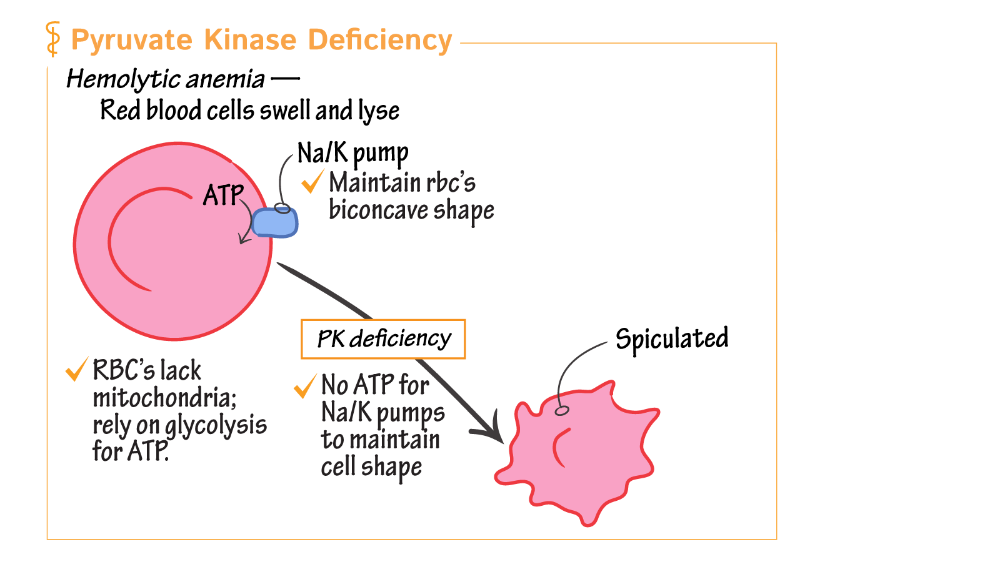 Pyruvate Kinase Deficiency
Hemolytic anemia —
Red blood cells swell and lyse
Na/K pump
Maintain rbc's
biconcave shape
ATP
PK deficiency
Spiculated
RBC's lack
mitochondria;
rely on glycolysis
for ATP.
No ATP for
Na/K pumps
to maintain
cell shape